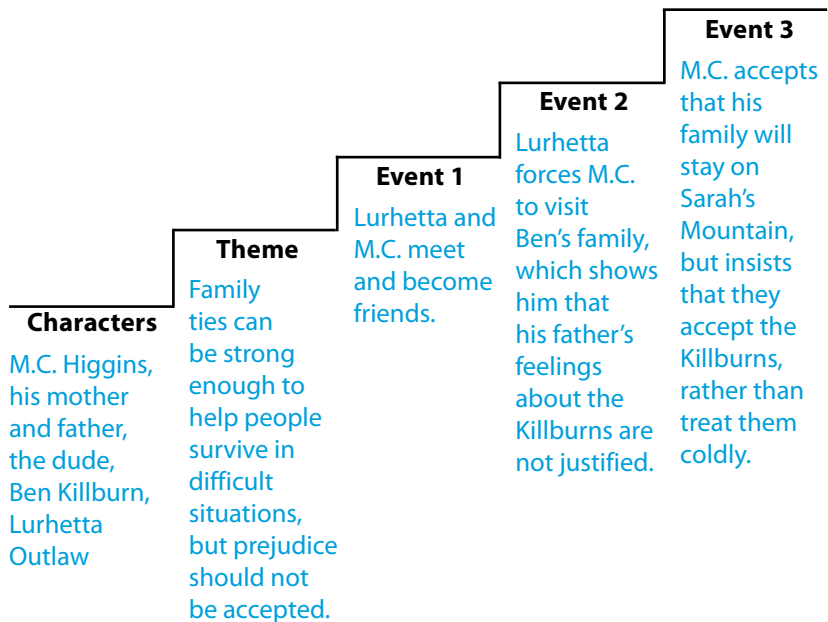 Characters
M.C. Higgins,
his mother
and father,
the dude,
Ben Killburn,
Lurhetta
Outlaw
Theme
Family
ties can
be strong
enough to
help people
survive in
difficult
situations,
but prejudice
should not
be accepted.
Event 1
Lurhetta and
M.C. meet
and become
friends.
Event 2
Lurhetta
forces M.C.
to visit
Ben’s family,
which shows
him that
his father’s
feelings
about the
Killburns are
not justified.
Event 3
M.C. accepts
that his
family will
stay on
Sarah’s
Mountain,
but insists
that they
accept the
Killburns,
rather than
treat them
coldly.